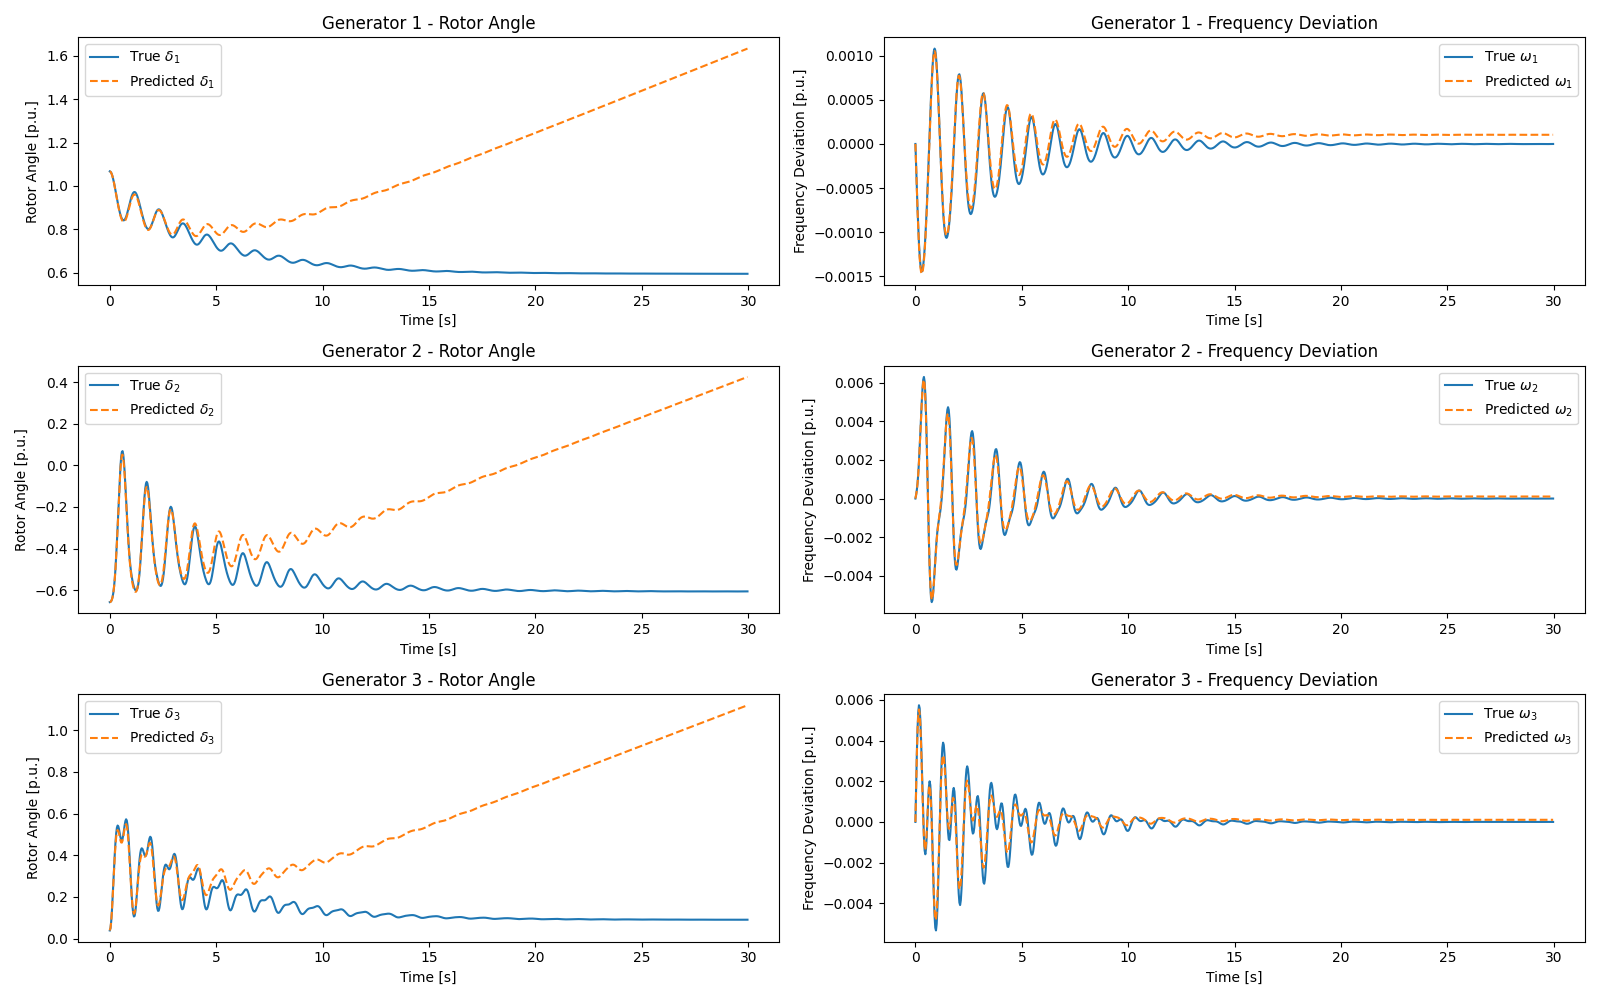 Generator 1 - Rotor Angle
Rotor Angle [p.u.]
1.6
1.4
1.2
1.0
0.8
0.6
True δ₁
Predicted δ₁
0 5 10 15 20 25 30
Time [s]
Generator 1 - Frequency Deviation
Frequency Deviation [p.u.]
0.0010
0.0005
0.0000
−0.0005
−0.0010
−0.0015
True ω₁
Predicted ω₁
0 5 10 15 20 25 30
Time [s]
Generator 2 - Rotor Angle
Rotor Angle [p.u.]
0.4
0.2
0.0
−0.2
−0.4
−0.6
True δ₂
Predicted δ₂
0 5 10 15 20 25 30
Time [s]
Generator 2 - Frequency Deviation
Frequency Deviation [p.u.]
0.006
0.004
0.002
0.000
−0.002
−0.004
True ω₂
Predicted ω₂
0 5 10 15 20 25 30
Time [s]
Generator 3 - Rotor Angle
Rotor Angle [p.u.]
1.0
0.8
0.6
0.4
0.2
0.0
True δ₃
Predicted δ₃
0 5 10 15 20 25 30
Time [s]
Generator 3 - Frequency Deviation
Frequency Deviation [p.u.]
0.006
0.004
0.002
0.000
−0.002
−0.004
True ω₃
Predicted ω₃
0 5 10 15 20 25 30
Time [s]